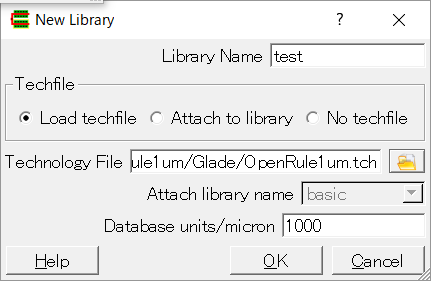 New Library
Library Name test
Techfile
Load techfile Attach to library No techfile
Technology File ule1um/Glade/OpenRule1um.tch
Attach library name basic
Database units/micron 1000
Help OK Cancel